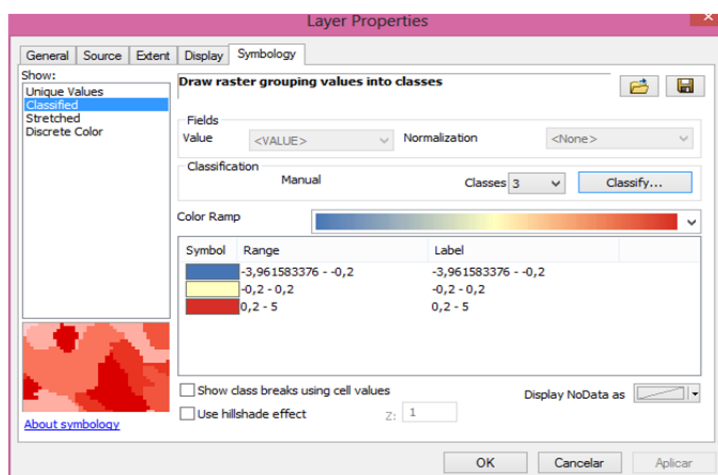 Layer Properties
General Source Extent Display Symbology
Show:
Unique Values
Classified
Stretched
Discrete Color
About symbology
Draw raster grouping values into classes
Fields
Value <VALUE> Normalization <None>
Classification
Manual Classes 3 Classify...
Color Ramp
Symbol Range Label
-3,961583376 - -0,2 -3,961583376 - -0,2
-0,2 - 0,2 -0,2 - 0,2
0,2 - 5 0,2 - 5
Show class breaks using cell values Display NoData as
Use hillshade effect Z: 1
OK Cancelar Aplicar